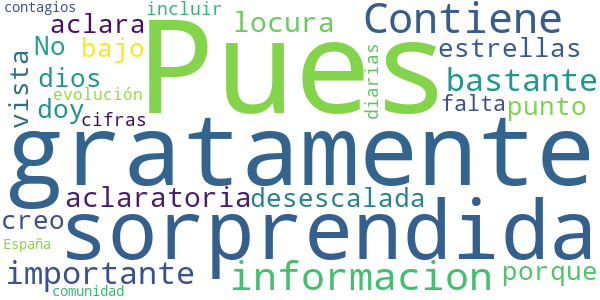 contagios
incluir
aclara
Pues
locura
Contiene
No
bajo
estrellas
vista
dios
diarias
bastante
evolución
doy
cifras
falta
punto
gratamente
aclaratoria
desescalada
creo
sorprendida
España
importante
informacion
porque
comunidad